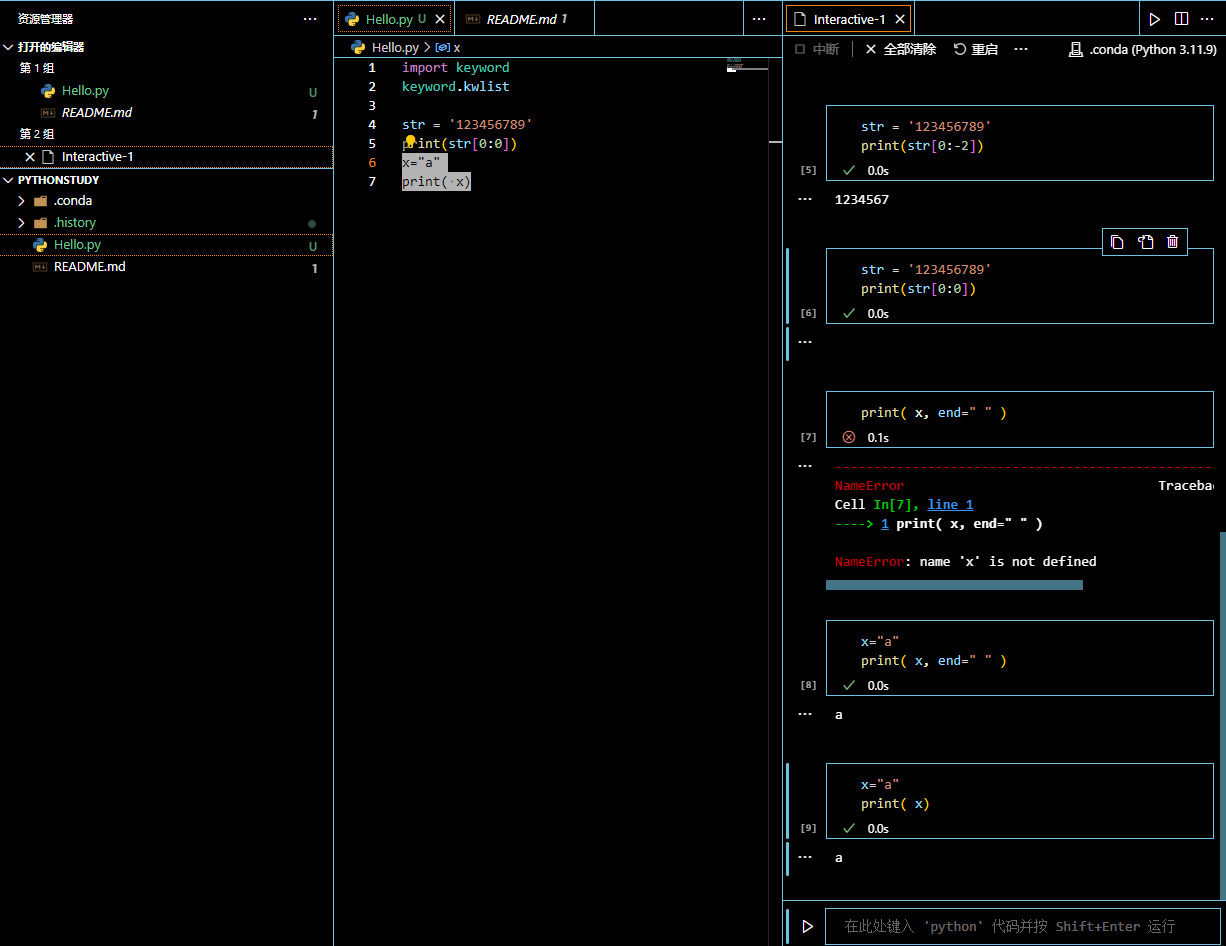 资源管理器
打开的编辑器
第 1 组
Hello.py U
README.md 1
第 2 组
Interactive-1
PYTHONSTUDY
.conda
.history
Hello.py U
README.md 1
Hello.py U
README.md 1
Hello.py > x
1 import keyword
2 keyword.kwlist
3
4 str = '123456789'
5 print(str[0:0])
6 x="a"
7 print( x)
Interactive-1
中断
全部清除
重启
.conda (Python 3.11.9)
str = '123456789'
print(str[0:-2])
[5] 0.0s
1234567
str = '123456789'
print(str[0:0])
[6] 0.0s
print( x, end=" " )
[7] 0.1s
NameError Traceba
Cell In[7], line 1
----> 1 print( x, end=" " )
NameError: name 'x' is not defined
x="a"
print( x, end=" " )
[8] 0.0s
a
x="a"
print( x)
[9] 0.0s
a
在此处键入 'python' 代码并按 Shift+Enter 运行